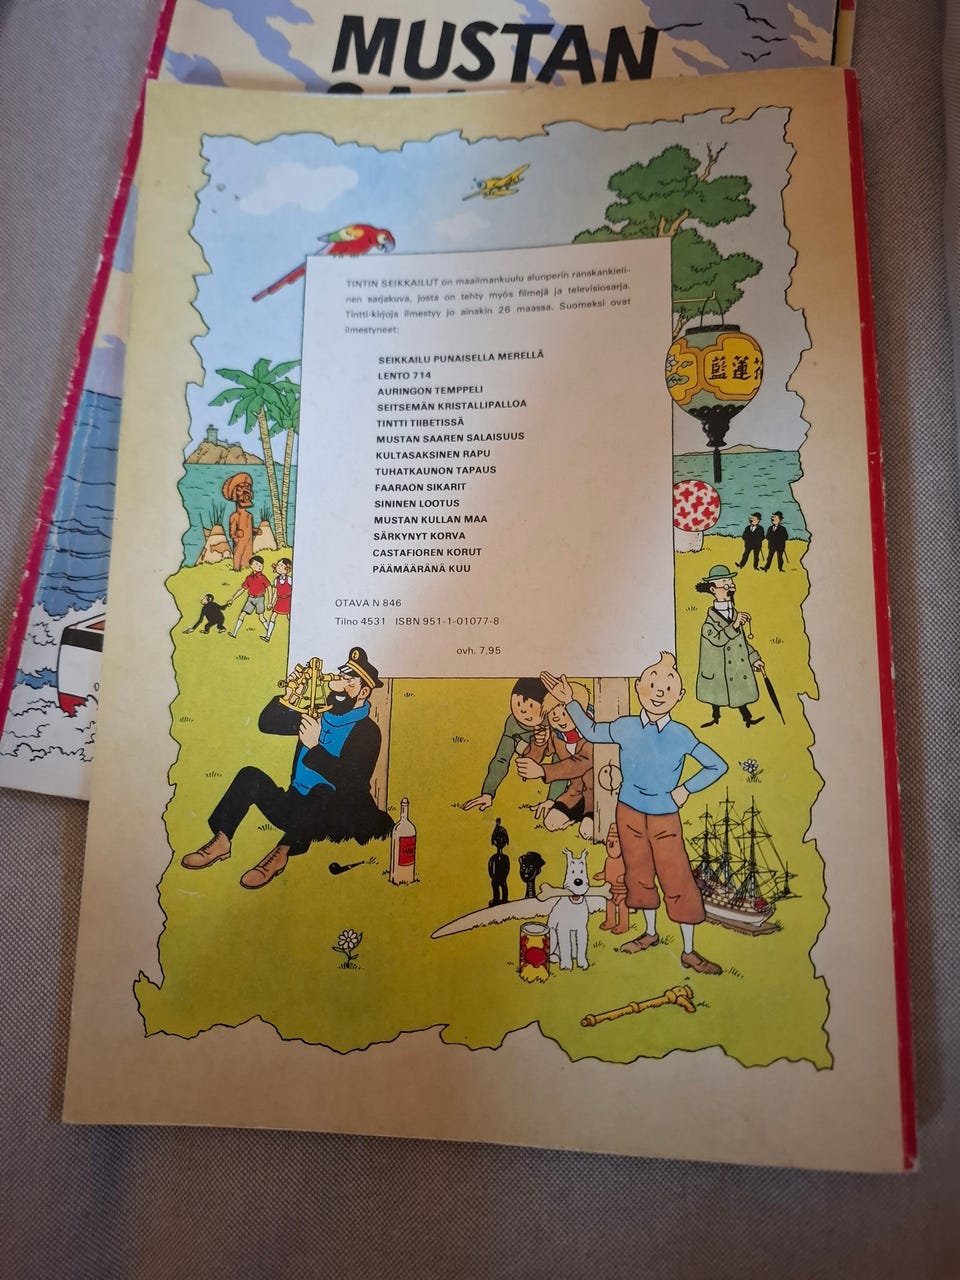 MUSTAN
TINTIN SEIKKAILUT on maailmankuulu alunperin ranskankieli-
nen sarjakuva, josta on tehty myös filmejä ja televisiosarja.
Tintti-kirjoja ilmestyy jo ainakin 26 maassa. Suomeksi ovat
ilmestyneet:
SEIKKAILU PUNAISELLA MERELLÄ
LENTO 714
AURINGON TEMPPELI
SEITSEMÄN KRISTALLIPALLOA
TINTTI TIIBETISSÄ
MUSTAN SAAREN SALAISUUS
KULTASAKSINEN RAPU
TUHATKAUNON TAPAUS
FAARAON SIKARIT
SININEN LOOTUS
MUSTAN KULLAN MAA
SÄRKYNYT KORVA
CASTAFIOREN KORUT
PÄÄMÄÄRÄNÄ KUU
OTAVA N 846
Tilno 4531 ISBN 951-1-01077-8
ovh. 7,95
藍蓮